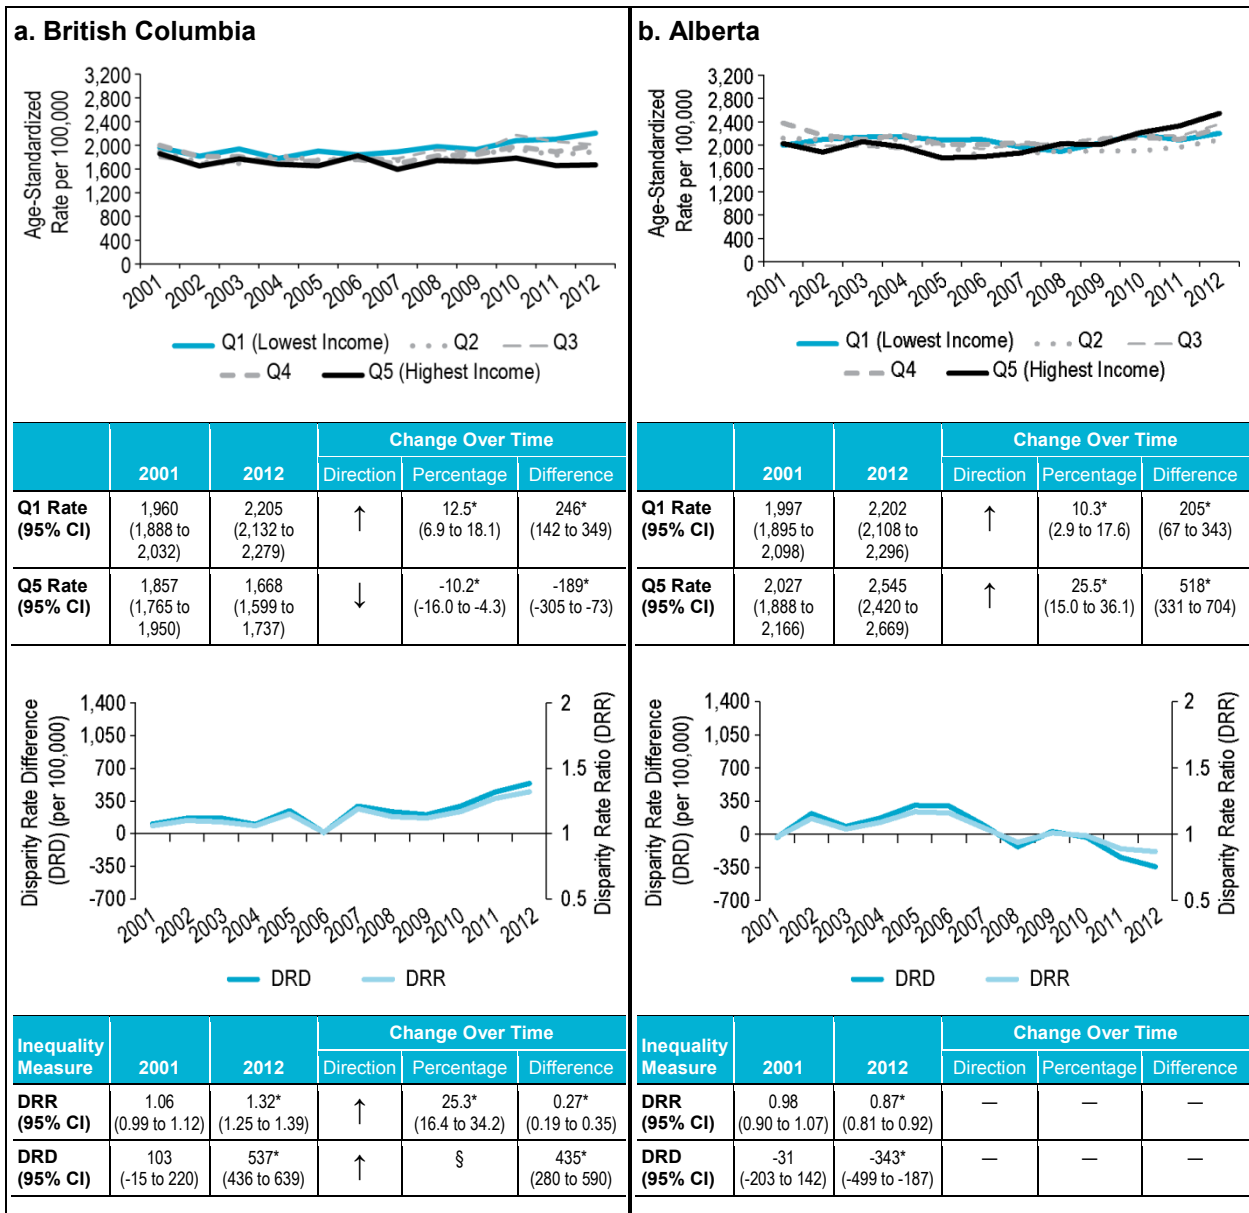 a. British Columbia
Age-Standardized
Rate per 100,000
3,200
2,800
2,400
2,000
1,600
1,200
800
400
0
2001
2002
2003
2004
2005
2006
2007
2008
2009
2010
2011
2012
Q1 (Lowest Income)
Q2
Q3
Q4
Q5 (Highest Income)
Change Over Time
2001
2012
Direction
Percentage
Difference
Q1 Rate
(95% CI)
1,960
(1,888 to
2,032)
2,205
(2,132 to
2,279)
↑
12.5*
(6.9 to 18.1)
246*
(142 to 349)
Q5 Rate
(95% CI)
1,857
(1,765 to
1,950)
1,668
(1,599 to
1,737)
↓
-10.2*
(-16.0 to -4.3)
-189*
(-305 to -73)
Disparity Rate Difference
(DRD) (per 100,000)
1,400
1,050
700
350
0
-350
-700
2
1.5
1
0.5
Disparity Rate Ratio (DRR)
2001
2002
2003
2004
2005
2006
2007
2008
2009
2010
2011
2012
DRD
DRR
Inequality
Measure
2001
2012
Change Over Time
Direction
Percentage
Difference
DRR
(95% CI)
1.06
(0.99 to 1.12)
1.32*
(1.25 to 1.39)
↑
25.3*
(16.4 to 34.2)
0.27*
(0.19 to 0.35)
DRD
(95% CI)
103
(-15 to 220)
537*
(436 to 639)
↑
§
435*
(280 to 590)
b. Alberta
Age-Standardized
Rate per 100,000
3,200
2,800
2,400
2,000
1,600
1,200
800
400
0
2001
2002
2003
2004
2005
2006
2007
2008
2009
2010
2011
2012
Q1 (Lowest Income)
Q2
Q3
Q4
Q5 (Highest Income)
Change Over Time
2001
2012
Direction
Percentage
Difference
Q1 Rate
(95% CI)
1,997
(1,895 to
2,098)
2,202
(2,108 to
2,296)
↑
10.3*
(2.9 to 17.6)
205*
(67 to 343)
Q5 Rate
(95% CI)
2,027
(1,888 to
2,166)
2,545
(2,420 to
2,669)
↑
25.5*
(15.0 to 36.1)
518*
(331 to 704)
Disparity Rate Difference
(DRD) (per 100,000)
1,400
1,050
700
350
0
-350
-700
2
1.5
1
0.5
Disparity Rate Ratio (DRR)
2001
2002
2003
2004
2005
2006
2007
2008
2009
2010
2011
2012
DRD
DRR
Inequality
Measure
2001
2012
Change Over Time
Direction
Percentage
Difference
DRR
(95% CI)
0.98
(0.90 to 1.07)
0.87*
(0.81 to 0.92)
—
—
—
DRD
(95% CI)
-31
(-203 to 142)
-343*
(-499 to -187)
—
—
—